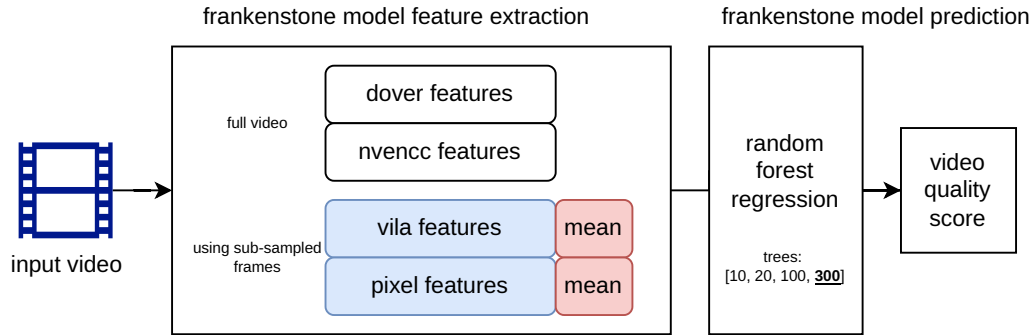 frankenstone model feature extraction
frankenstone model prediction
input video
full video
dover features
nvencc features
using sub-sampled
frames
vila features
mean
pixel features
mean
random
forest
regression
trees:
[10, 20, 100, 300]
video
quality
score